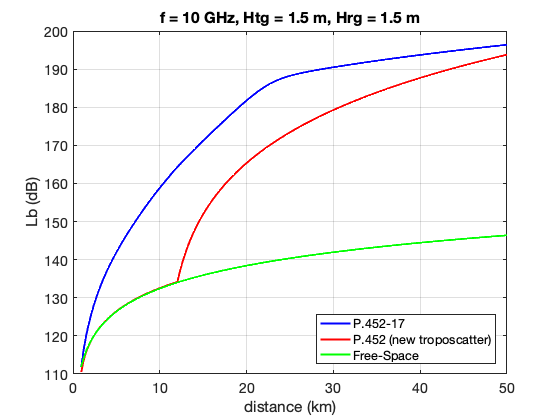 f = 10 GHz, Htg = 1.5 m, Hrg = 1.5 m
Lb (dB)
200
190
180
170
160
150
140
130
120
110
0
10
20
30
40
50
distance (km)
P.452-17
P.452 (new troposcatter)
Free-Space